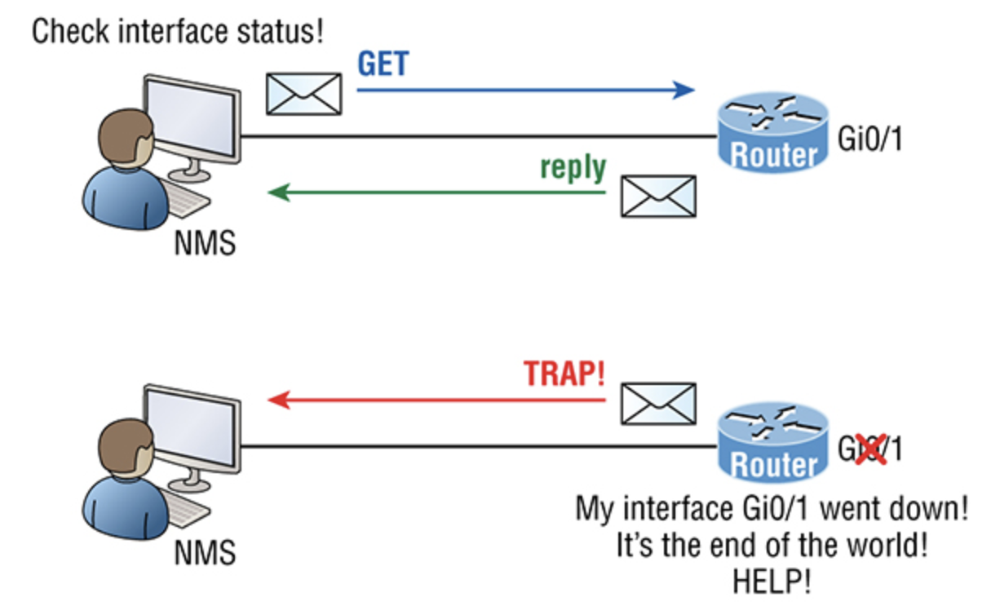 Check interface status!
GET
Router
Gi0/1
reply
NMS
TRAP!
Router
Gi0/1
My interface Gi0/1 went down!
It's the end of the world!
HELP!
NMS